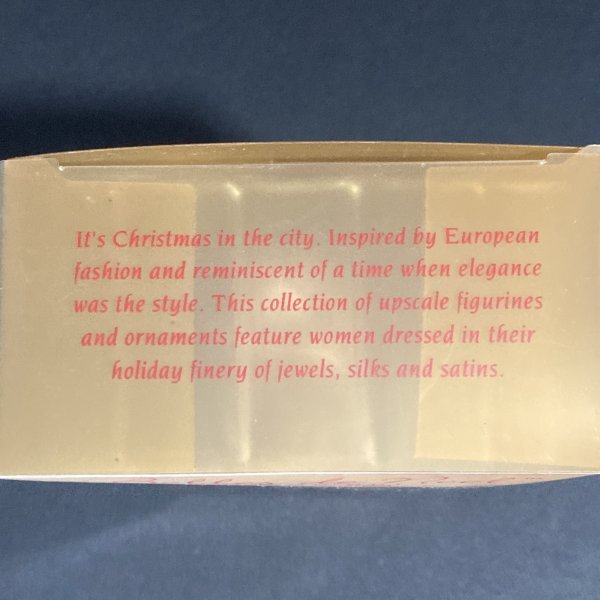 It's Christmas in the city. Inspired by European
fashion and reminiscent of a time when elegance
was the style. This collection of upscale figurines
and ornaments feature women dressed in their
holiday finery of jewels, silks and satins.